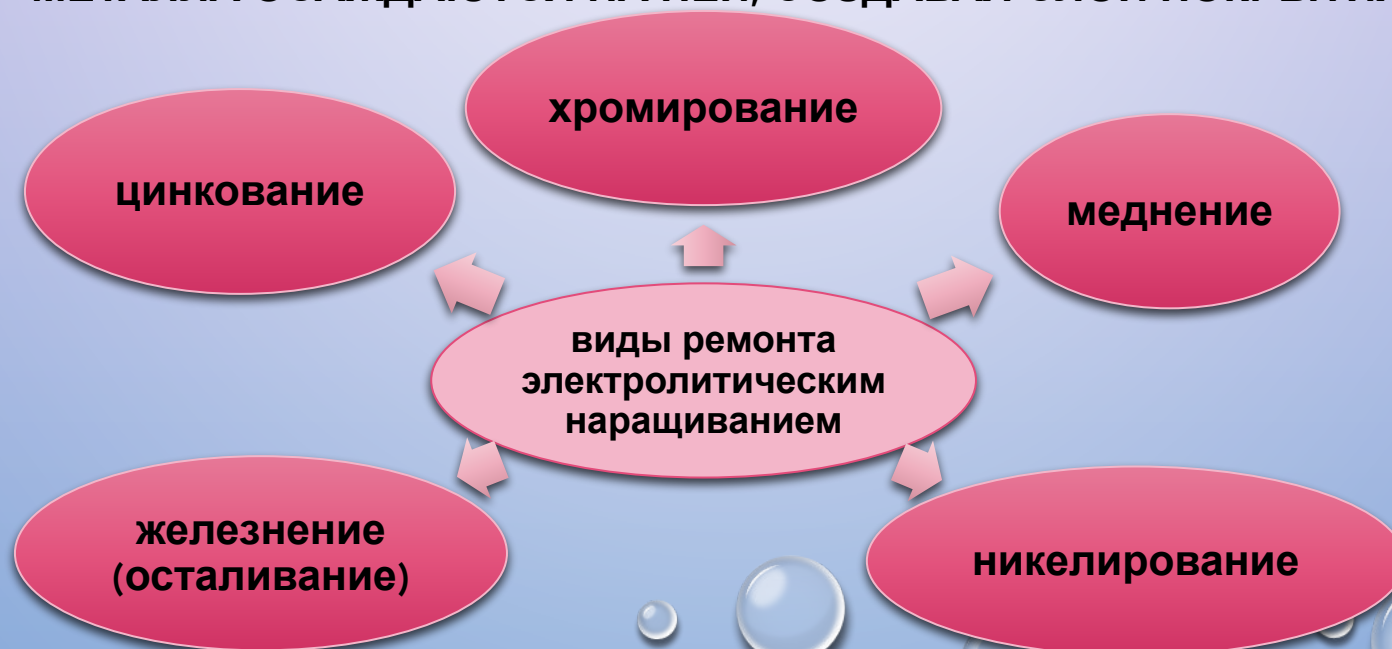 хромирование
цинкование
меднение
виды ремонта
электролитическим
наращиванием
железнение
(осталивание)
никелирование